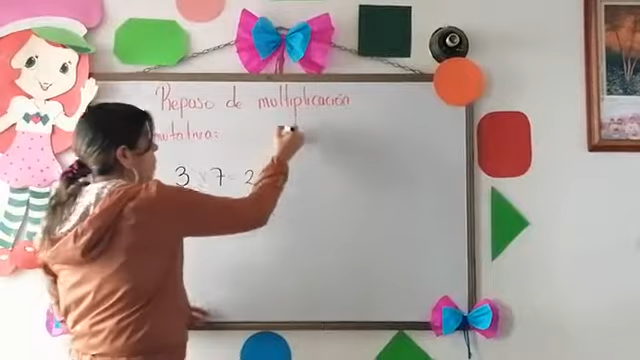 Repaso de multiplicación
mutativa:
3 x 7 = 2